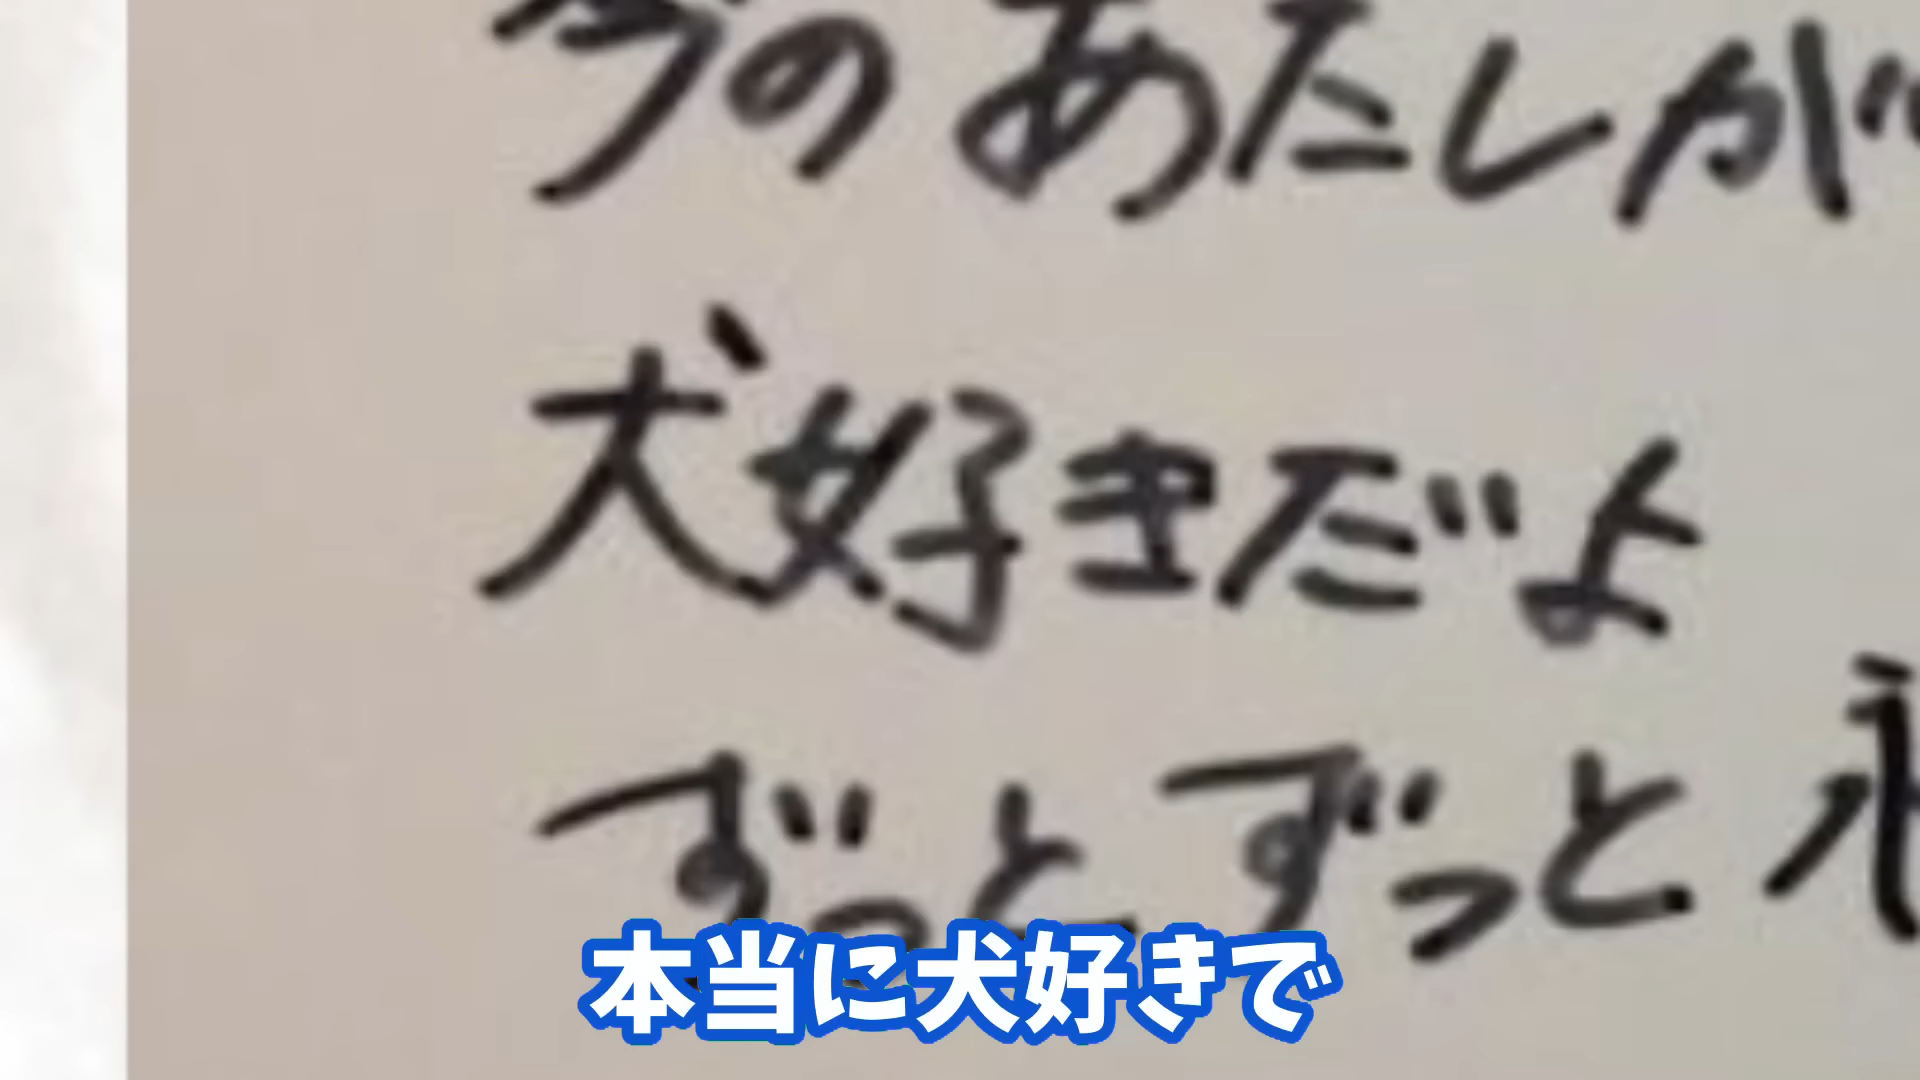 今のあたしが
犬好きだよ
ずっとずっと
本当に犬好きで